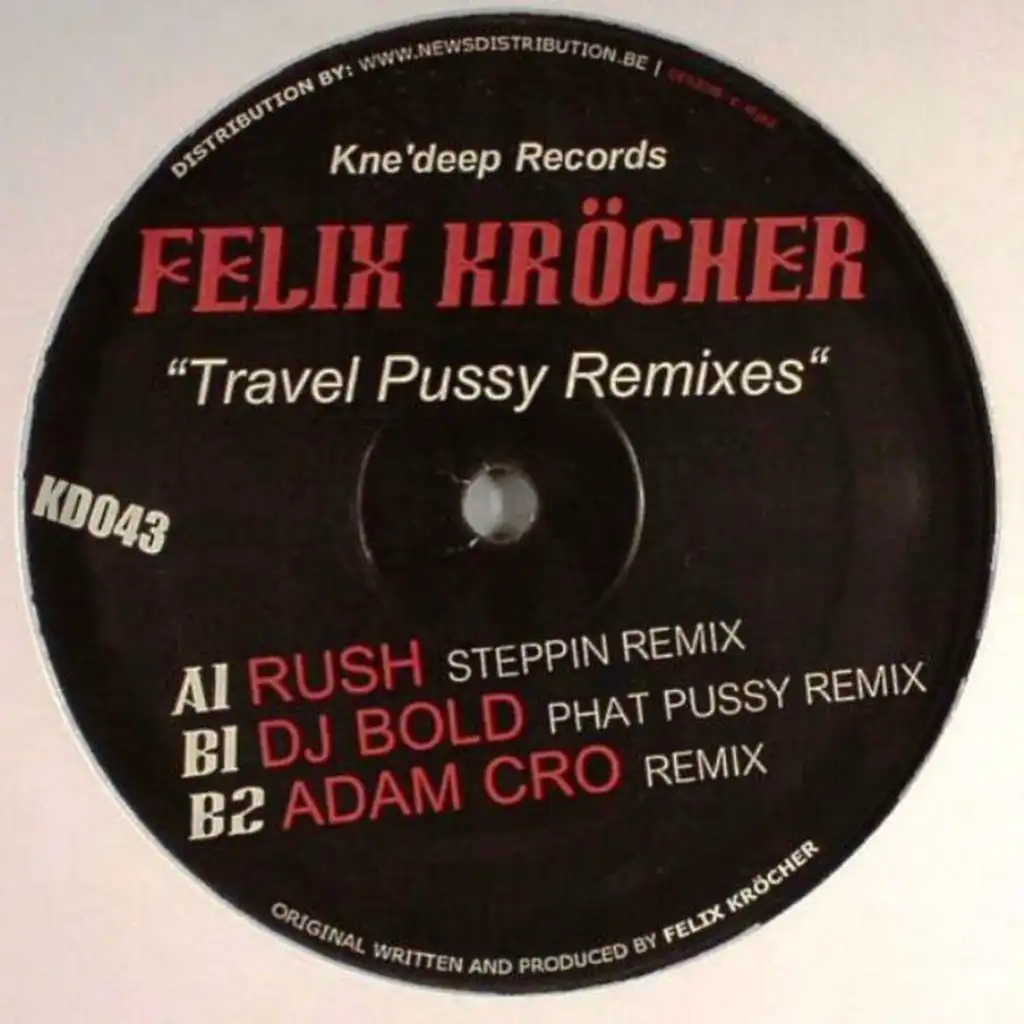 DISTRIBUTION BY: WWW.NEWSDISTRIBUTION.BE |
Kne'deep Records
FELIX KRÖCHER
“Travel Pussy Remixes“
KD043
A1 RUSH STEPPIN REMIX
B1 DJ BOLD PHAT PUSSY REMIX
B2 ADAM CRO REMIX
ORIGINAL WRITTEN AND PRODUCED BY FELIX KRÖCHER